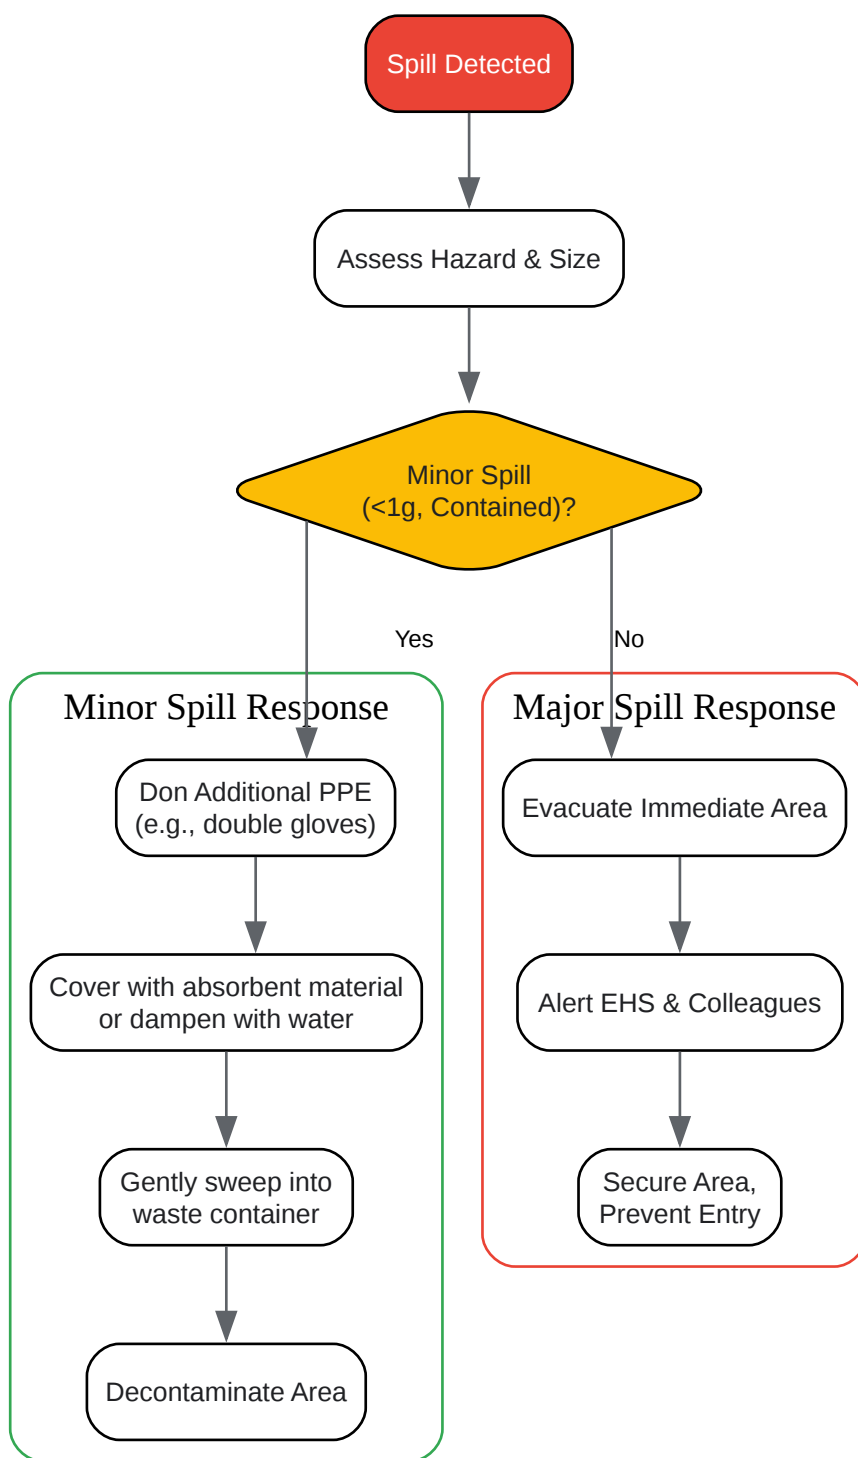 Spill Detected
Assess Hazard & Size
Minor Spill
(<1g, Contained)?
Yes
No
Minor Spill Response
Don Additional PPE
(e.g., double gloves)
Cover with absorbent material
or dampen with water
Gently sweep into
waste container
Decontaminate Area
Major Spill Response
Evacuate Immediate Area
Alert EHS & Colleagues
Secure Area,
Prevent Entry